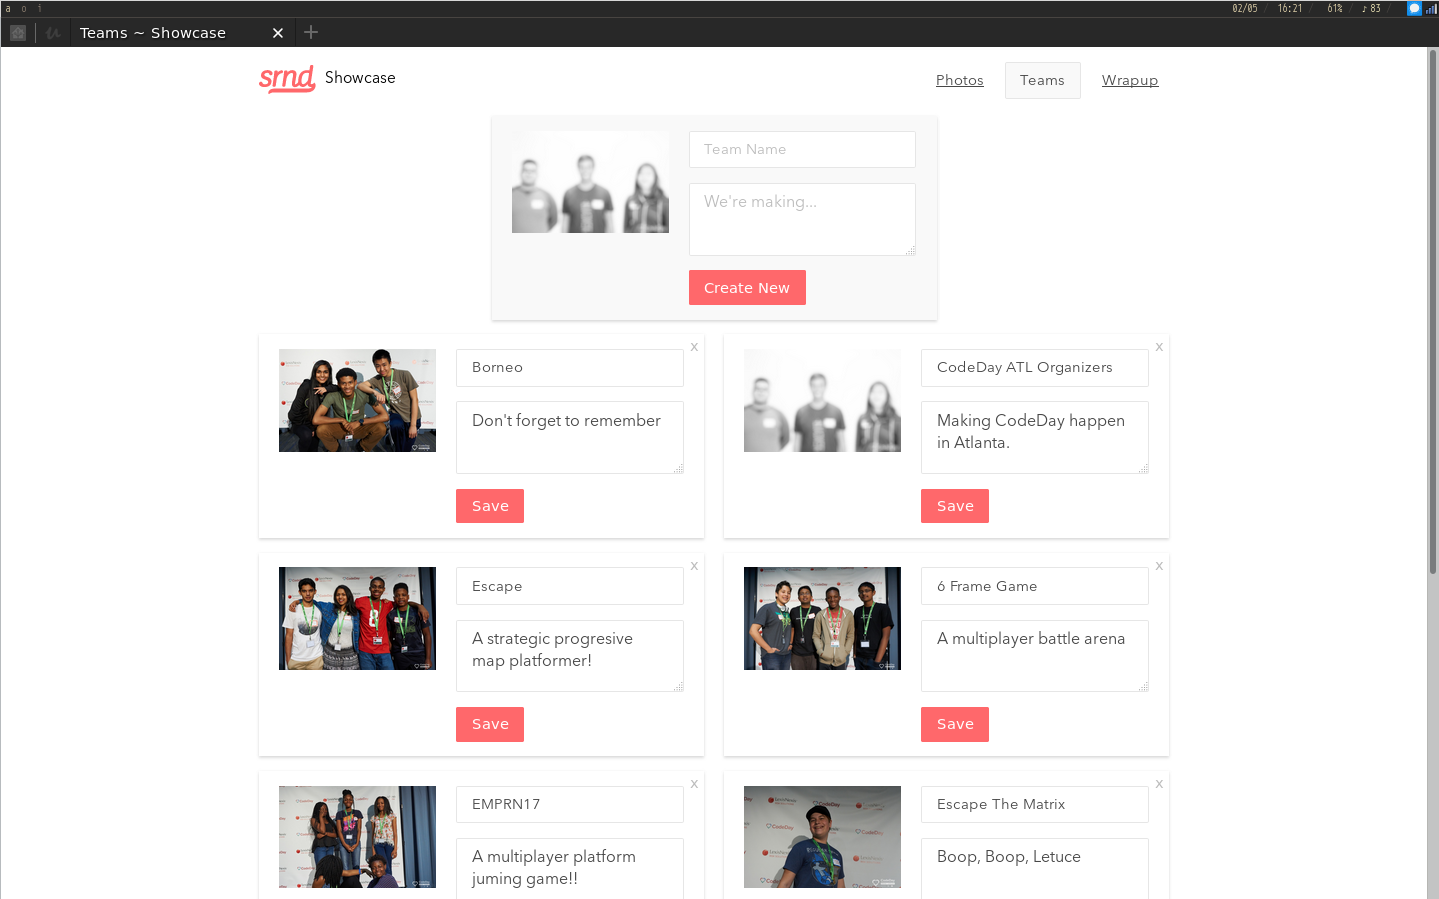 a o i
02/05 / 16:21 / 61% / ♪ 83 /
Teams ~ Showcase
srnd Showcase
Photos
Teams
Wrapup
Team Name
We're making...
Create New
x
Borneo
Don't forget to remember
Save
x
CodeDay ATL Organizers
Making CodeDay happen
in Atlanta.
Save
x
Escape
A strategic progresive
map platformer!
Save
x
6 Frame Game
A multiplayer battle arena
Save
x
EMPRN17
A multiplayer platform
juming game!!
x
Escape The Matrix
Boop, Boop, Letuce